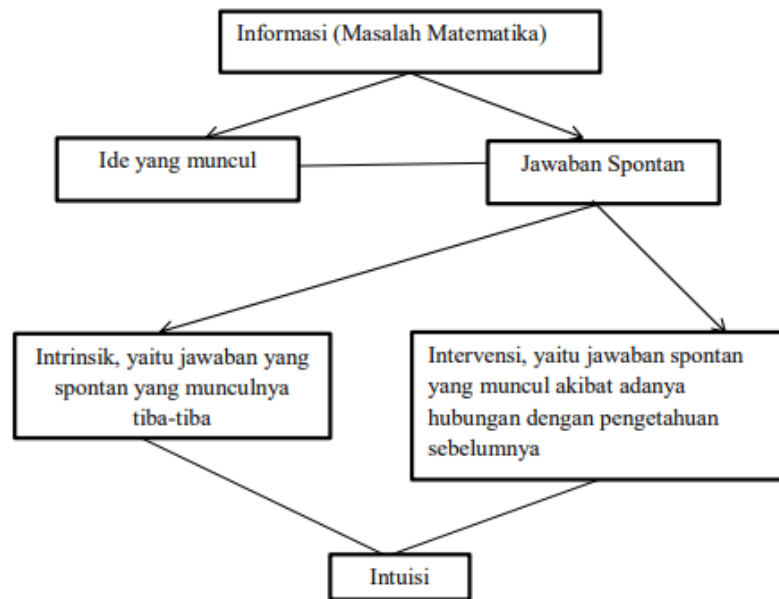 Informasi (Masalah Matematika)
Ide yang muncul
Jawaban Spontan
Intrinsik, yaitu jawaban yang
spontan yang munculnya
tiba-tiba
Intervensi, yaitu jawaban spontan
yang muncul akibat adanya
hubungan dengan pengetahuan
sebelumnya
Intuisi